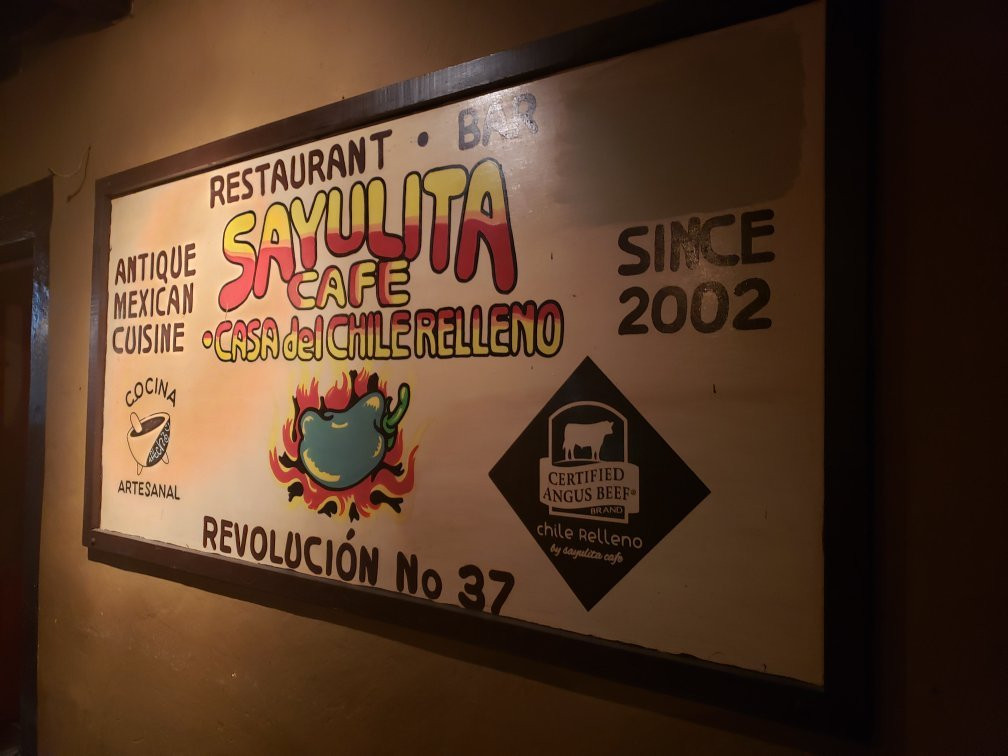 RESTAURANT • BAR
SAYULITA
CAFE
• CASA del CHILE RELLENO
ANTIQUE
MEXICAN
CUISINE
SINCE
2002
COCINA
ARTESANAL
CERTIFIED
ANGUS BEEF®
BRAND
chile Relleno
by sayulita cafe
REVOLUCIÓN No 37